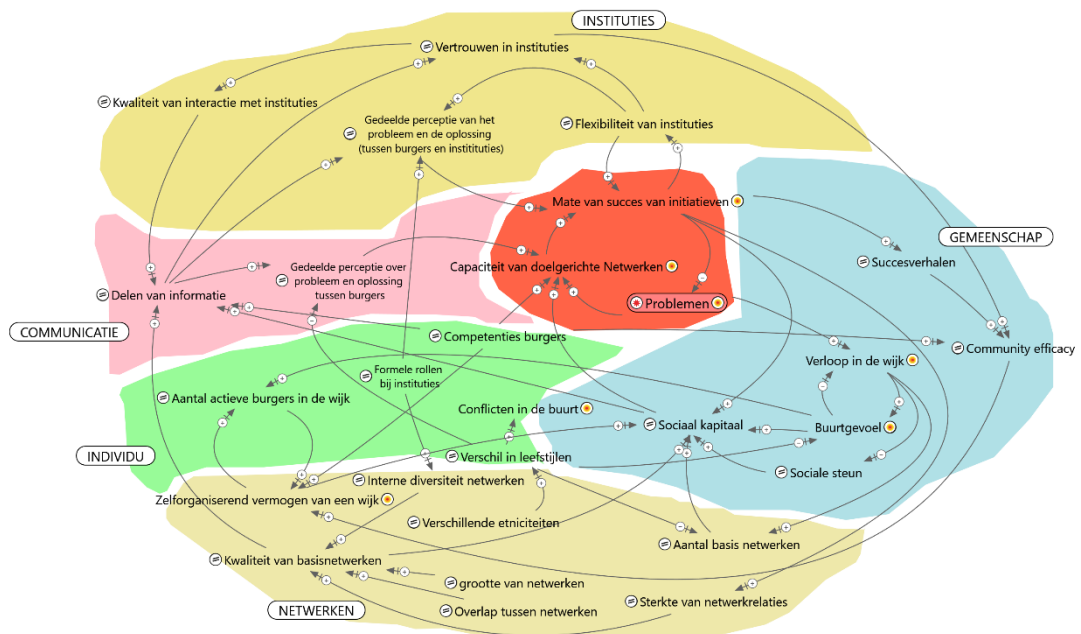 INSTITUTIES
Vertrouwen in instituties
Kwaliteit van interactie met instituties
Gedeelde perceptie van het
probleem en de oplossing
(tussen burgers en institituties)
Flexibiliteit van instituties
Mate van succes van initiatieven
GEMEENSCHAP
Succesverhalen
Capaciteit van doelgerichte Netwerken
Gedeelde perceptie over
probleem en oplossing
tussen burgers
Delen van informatie
Problemen
COMMUNICATIE
Competenties burgers
Community efficacy
Verloop in de wijk
Formele rollen
bij instituties
Aantal actieve burgers in de wijk
Conflicten in de buurt
Sociaal kapitaal
Buurtgevoel
INDIVIDU
Verschil in leefstijlen
Sociale steun
Interne diversiteit netwerken
Zelforganiserend vermogen van een wijk
Verschillende etniciteiten
Aantal basis netwerken
Kwaliteit van basisnetwerken
grootte van netwerken
Sterkte van netwerkrelaties
NETWERKEN
Overlap tussen netwerken